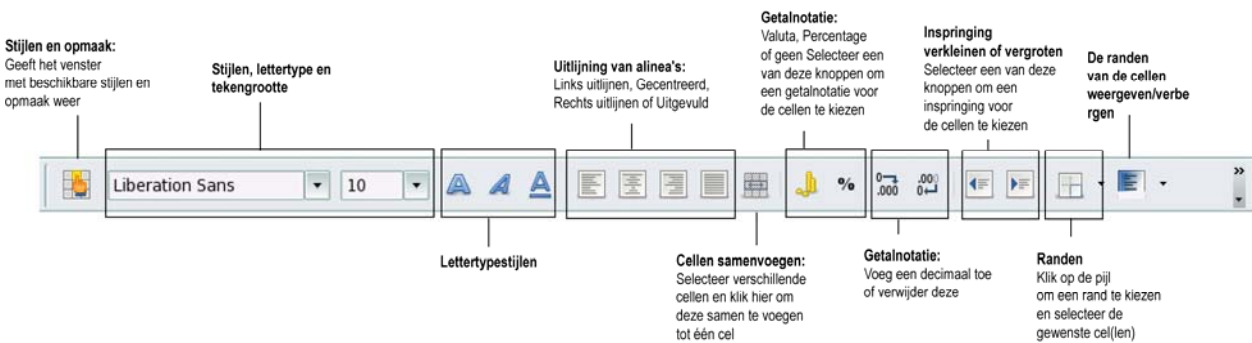 Stijlen en opmaak:
Geeft het venster
met beschikbare stijlen en
opmaak weer
Stijlen, lettertype en
tekengrootte
Uitlijning van alinea's:
Links uitlijnen, Gecentreerd,
Rechts uitlijnen of Uitgevuld
Getalnotatie:
Valuta, Percentage
of geen Selecteer een
van deze knoppen om
een getalnotatie voor
de cellen te kiezen
Inspringing
verkleinen of vergroten
Selecteer een van deze
knoppen om een
inspringing voor
de cellen te kiezen
De randen
van de cellen
weergeven/verbe
rgen
Liberation Sans
10
A A A
%
0
.000
.000
0
»
Lettertypestijlen
Cellen samenvoegen:
Selecteer verschillende
cellen en klik hier om
deze samen te voegen
tot één cel
Getalnotatie:
Voeg een decimaal toe
of verwijder deze
Randen
Klik op de pijl
om een rand te kiezen
en selecteer de
gewenste cel(len)